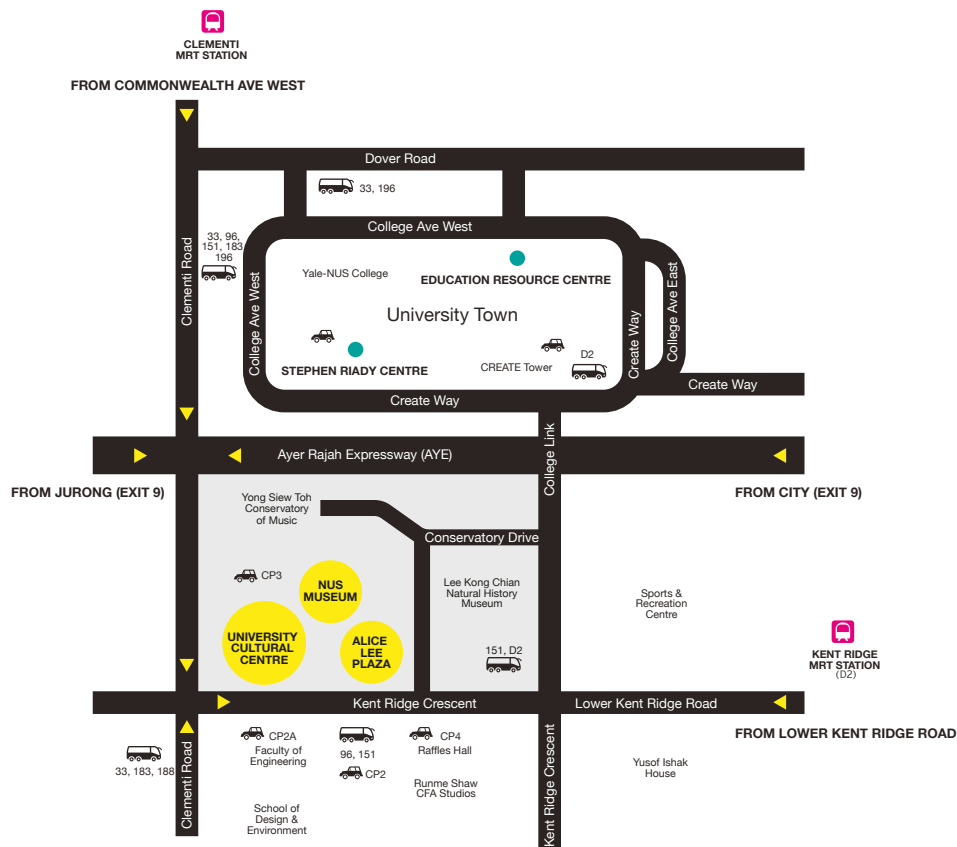 CLEMENTI
MRT STATION
FROM COMMONWEALTH AVE WEST
Dover Road
33, 196
College Ave West
33, 96,
151, 183
196
Clementi Road
College Ave West
Yale-NUS College
EDUCATION RESOURCE CENTRE
University Town
Create Way
College Ave East
STEPHEN RIADY CENTRE
CREATE Tower
D2
Create Way
Create Way
College Link
Ayer Rajah Expressway (AYE)
FROM JURONG (EXIT 9)
FROM CITY (EXIT 9)
Yong Siew Toh
Conservatory
of Music
Conservatory Drive
CP3
NUS
MUSEUM
Lee Kong Chian
Natural History
Museum
Sports &
Recreation
Centre
UNIVERSITY
CULTURAL
CENTRE
ALICE
LEE
PLAZA
151, D2
KENT RIDGE
MRT STATION
(D2)
Kent Ridge Crescent
Lower Kent Ridge Road
FROM LOWER KENT RIDGE ROAD
33, 183, 188
Clementi Road
CP2A
Faculty of
Engineering
96, 151
CP2
CP4
Raffles Hall
Runme Shaw
CFA Studios
School of
Design &
Environment
Kent Ridge Crescent
Yusof Ishak
House